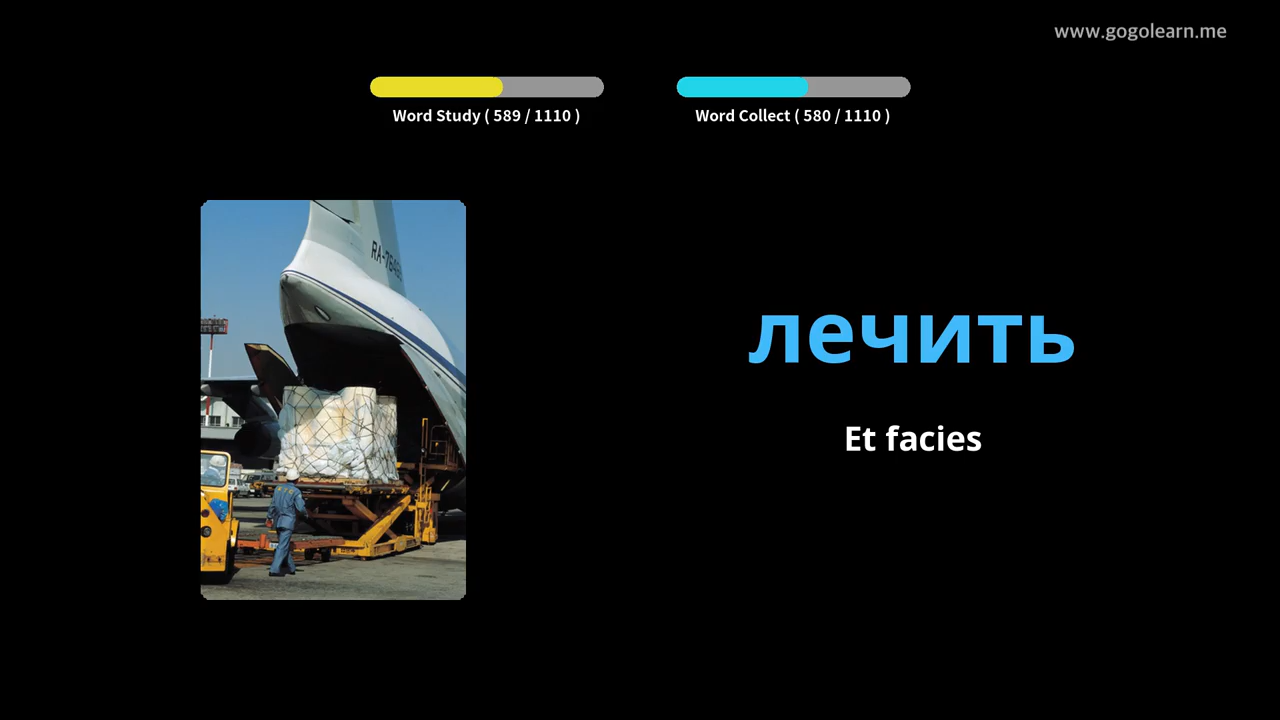 www.gogolearn.me
Word Study ( 589 / 1110 )
Word Collect ( 580 / 1110 )
лечить
Et facies